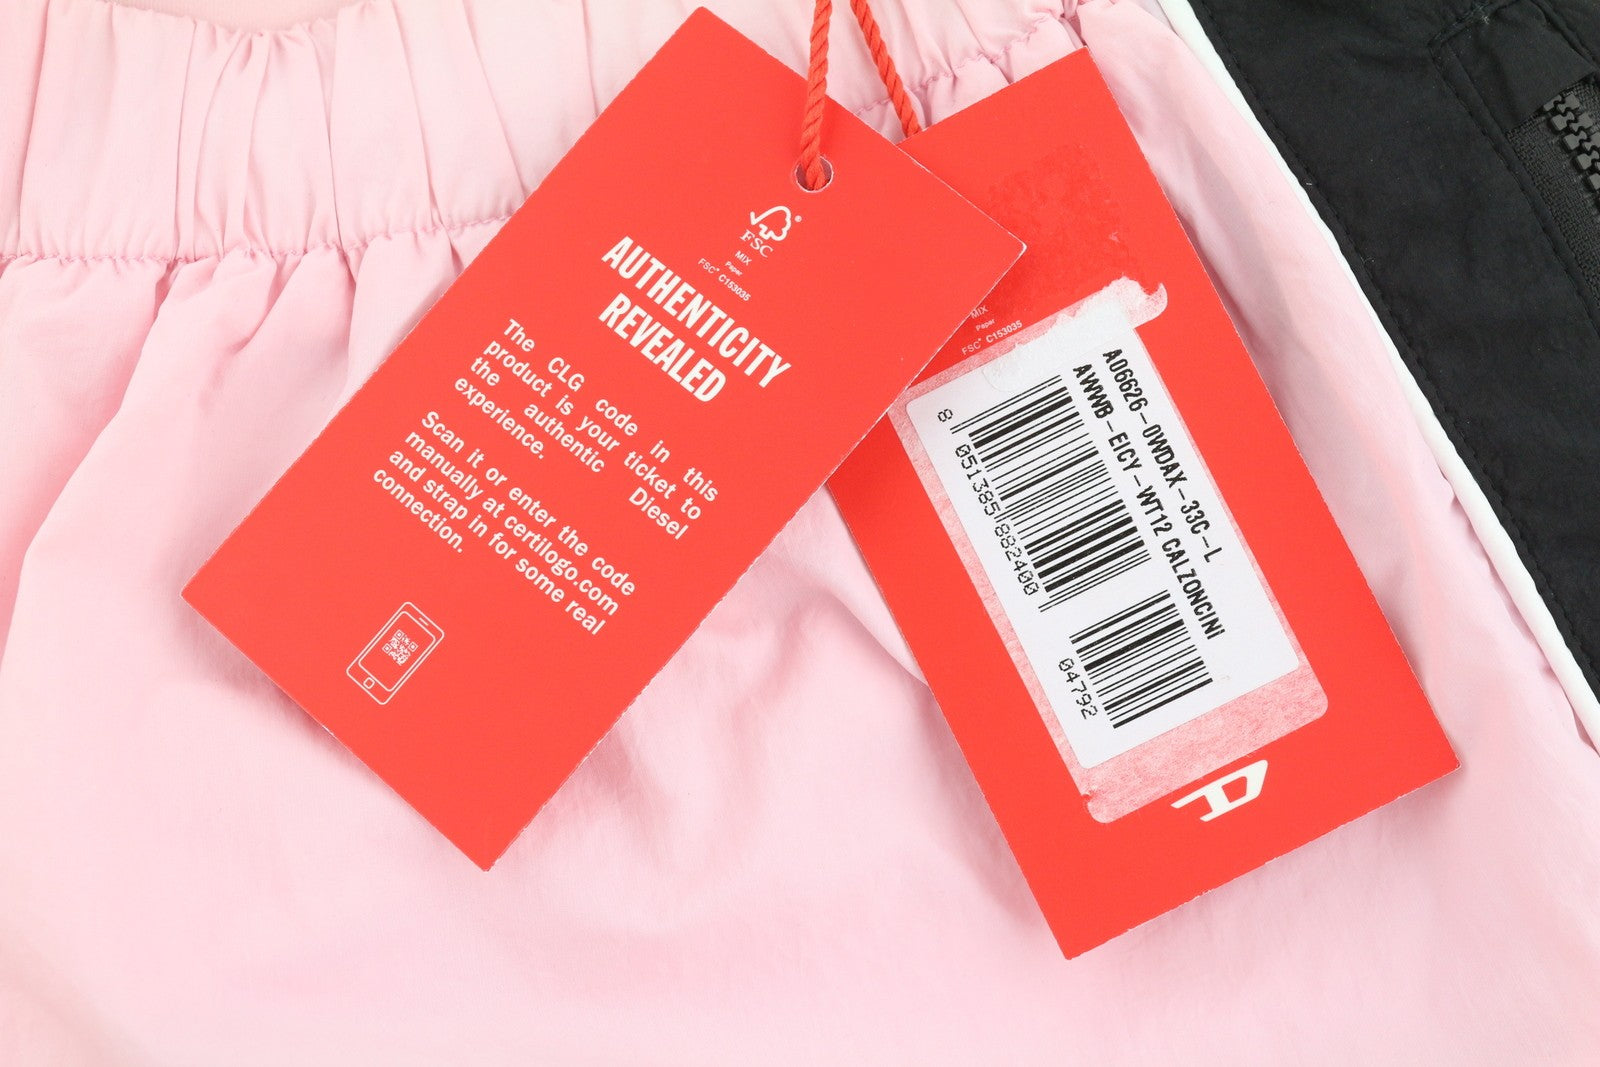 FSC®
MIX
Paper
FSC® C153035
AUTHENTICITY
REVEALED
The CLG code in this
product is your ticket to
the authentic Diesel
experience.
Scan it or enter the code
manually at certilogo.com
and strap in for some real
connection.
MIX
Paper
FSC® C153035
A06626-0WDAX-33C-L
AWWB-EICY-WT12 CALZONCINI
8 051385 882400
04792